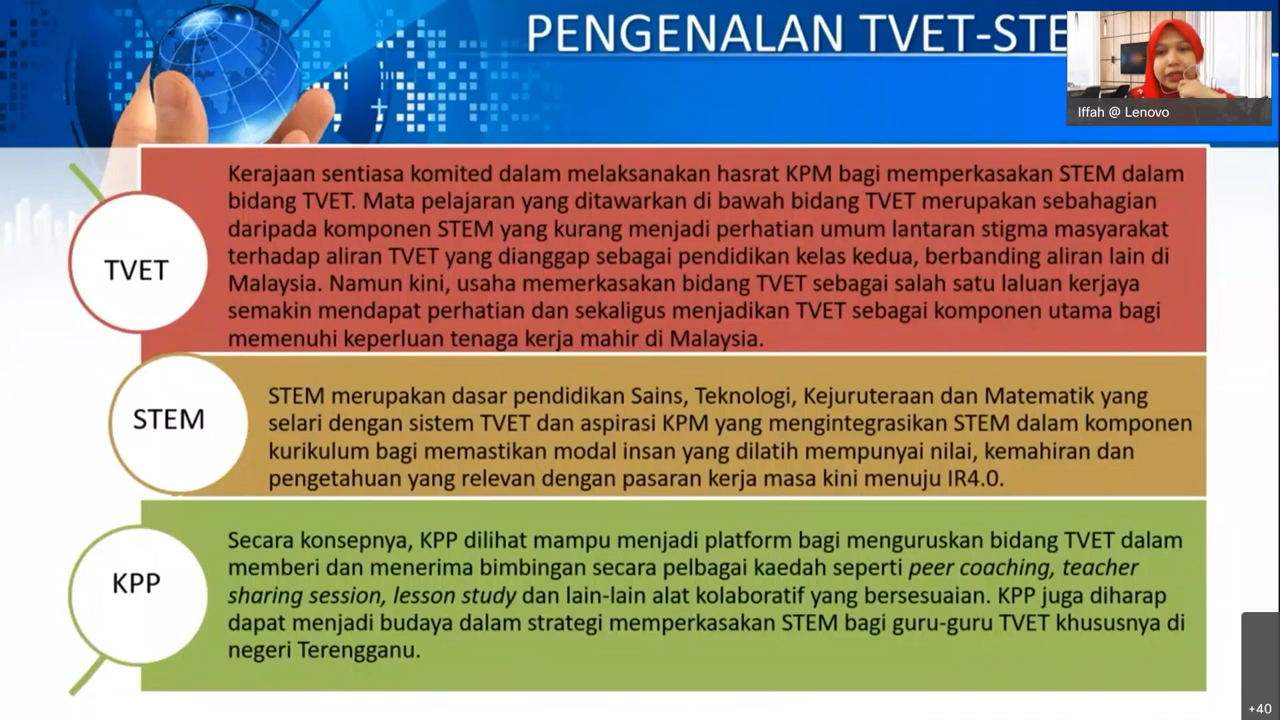 PENGENALAN TVET-STE
Iffah @ Lenovo
TVET
Kerajaan sentiasa komited dalam melaksanakan hasrat KPM bagi memperkasakan STEM dalam
bidang TVET. Mata pelajaran yang ditawarkan di bawah bidang TVET merupakan sebahagian
daripada komponen STEM yang kurang menjadi perhatian umum lantaran stigma masyarakat
terhadap aliran TVET yang dianggap sebagai pendidikan kelas kedua, berbanding aliran lain di
Malaysia. Namun kini, usaha memerkasakan bidang TVET sebagai salah satu laluan kerjaya
semakin mendapat perhatian dan sekaligus menjadikan TVET sebagai komponen utama bagi
memenuhi keperluan tenaga kerja mahir di Malaysia.
STEM
STEM merupakan dasar pendidikan Sains, Teknologi, Kejuruteraan dan Matematik yang
selari dengan sistem TVET dan aspirasi KPM yang mengintegrasikan STEM dalam komponen
kurikulum bagi memastikan modal insan yang dilatih mempunyai nilai, kemahiran dan
pengetahuan yang relevan dengan pasaran kerja masa kini menuju IR4.0.
KPP
Secara konsepnya, KPP dilihat mampu menjadi platform bagi menguruskan bidang TVET dalam
memberi dan menerima bimbingan secara pelbagai kaedah seperti peer coaching, teacher
sharing session, lesson study dan lain-lain alat kolaboratif yang bersesuaian. KPP juga diharap
dapat menjadi budaya dalam strategi memperkasakan STEM bagi guru-guru TVET khususnya di
negeri Terengganu.
+40